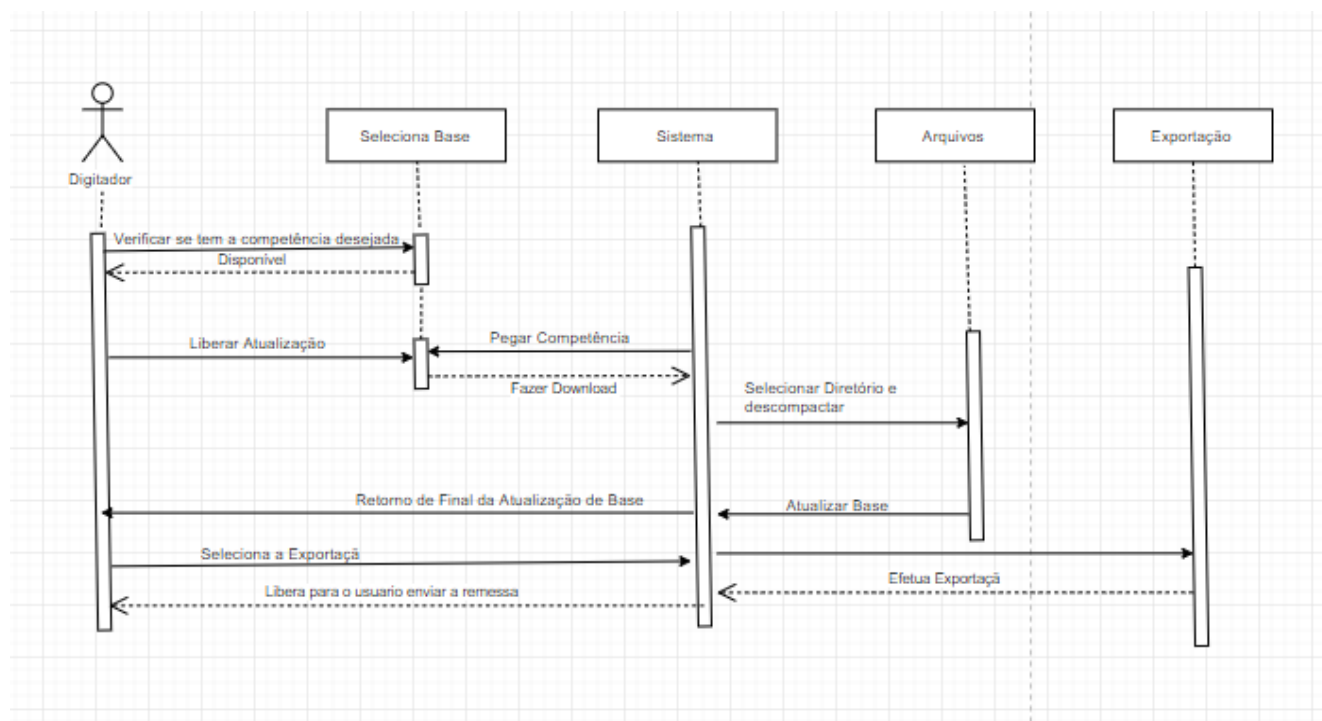 Seleciona Base
Sistema
Arquivos
Exportação
Digitador
Verificar se tem a competência desejada
Disponível
Liberar Atualização
Pegar Competência
Fazer Download
Selecionar Diretório e
descompactar
Retorno de Final da Atualização de Base
Atualizar Base
Seleciona a Exportaçã
Efetua Exportaçã
Libera para o usuario enviar a remessa